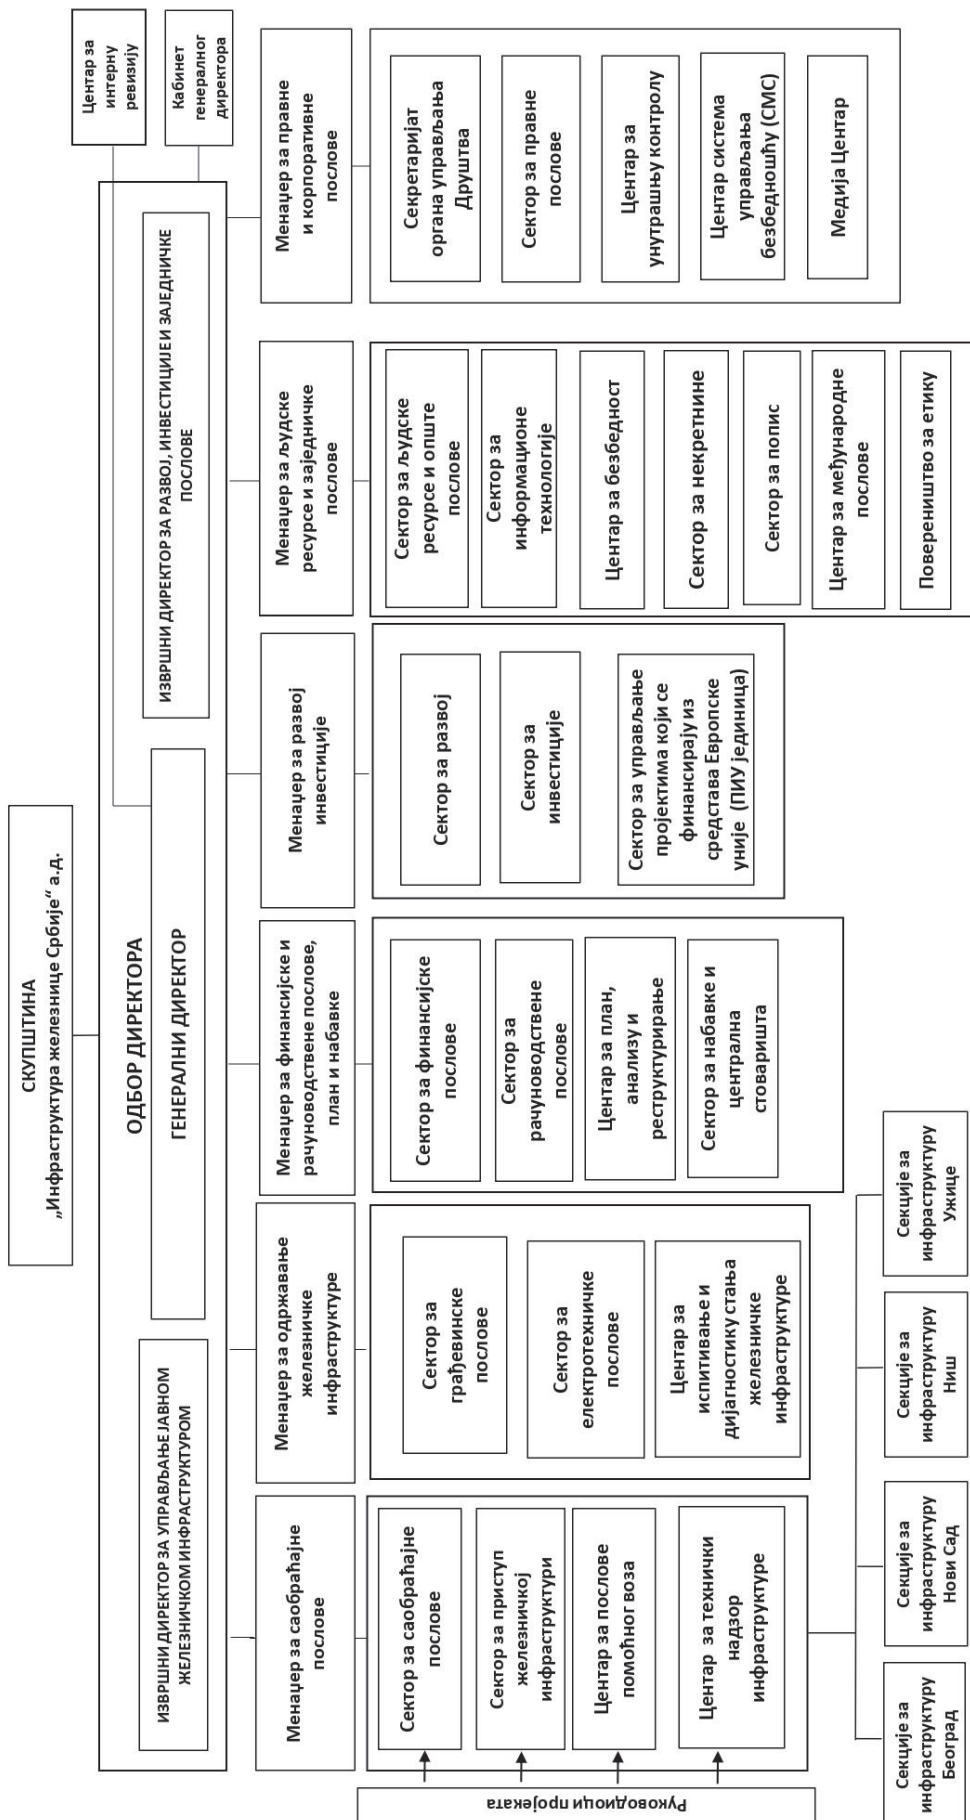 СКУПШТИНА
„Инфраструктура железнице Србије“ а.д.
ОДБОР ДИРЕКТОРА
ГЕНЕРАЛНИ ДИРЕКТОР
ИЗВРШНИ ДИРЕКТОР ЗА УПРАВЉАЊЕ ЈАВНОМ
ЖЕЛЕЗНИЧКОМ ИНФРАСТРУКТУРОМ
ИЗВРШНИ ДИРЕКТОР ЗА РАЗВОЈ, ИНВЕСТИЦИЈЕ И ЗАЈЕДНИЧКЕ
ПОСЛОВЕ
Центар за
интерну
ревизију
Кабинет
генералног
директора
Менаџер за саобраћајне
послове
Менаџер за одржавање
железничке
инфраструктуре
Менаџер за финансијске и
рачуноводствене послове,
план и набавке
Менаџер за развој и
инвестиције
Менаџер за људске
ресурсе и заједничке
послове
Менаџер за правне
и корпоративне
послове
Руководиоци пројеката
Сектор за саобраћајне
послове
Сектор за приступ
железничкој
инфраструктури
Центар за послове
помоћног воза
Центар за технички
надзор
инфраструктуре
Сектор за
грађевинске
послове
Сектор за
електротехничке
послове
Центар за
испитивање и
дијагностику стања
железничке
инфраструктуре
Сектор за финансијске
послове
Сектор за
рачуноводствене
послове
Центар за план,
анализу и
реструктурирање
Сектор за набавке и
централна
стоваришта
Сектор за развој
Сектор за
инвестиције
Сектор за управљање
пројектима који се
финансирају из
средстава Европске
уније (ПИУ јединица)
Сектор за људске
ресурсе и опште
послове
Сектор за
информационе
технологије
Центар за безбедност
Сектор за некретнине
Сектор за попис
Центар за међународне
послове
Повереништво за етику
Секретаријат
органа управљања
Друштва
Сектор за правне
послове
Центар за
унутрашњу контролу
Центар система
управљања
безбедношћу (СМС)
Медија Центар
Секције за
инфраструктуру
Београд
Секције за
инфраструктуру
Нови Сад
Секције за
инфраструктуру
Ниш
Секције за
инфраструктуру
Ужице